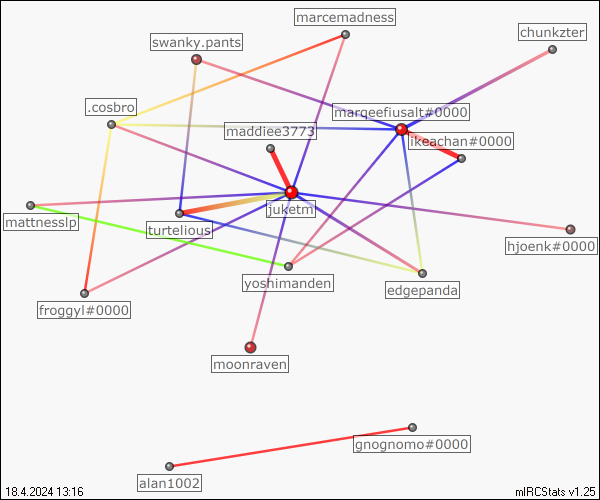 marcemadness
chunkzter
swanky.pants
.cosbro
marqeefiusalt#0000
maddiee3773
ikeachan#0000
juketm
mattnesslp
turtelious
hjoenk#0000
yoshimanden
edgepanda
froggyl#0000
moonraven
gnognomo#0000
alan1002
18.4.2024 13:16
mIRCStats v1.25